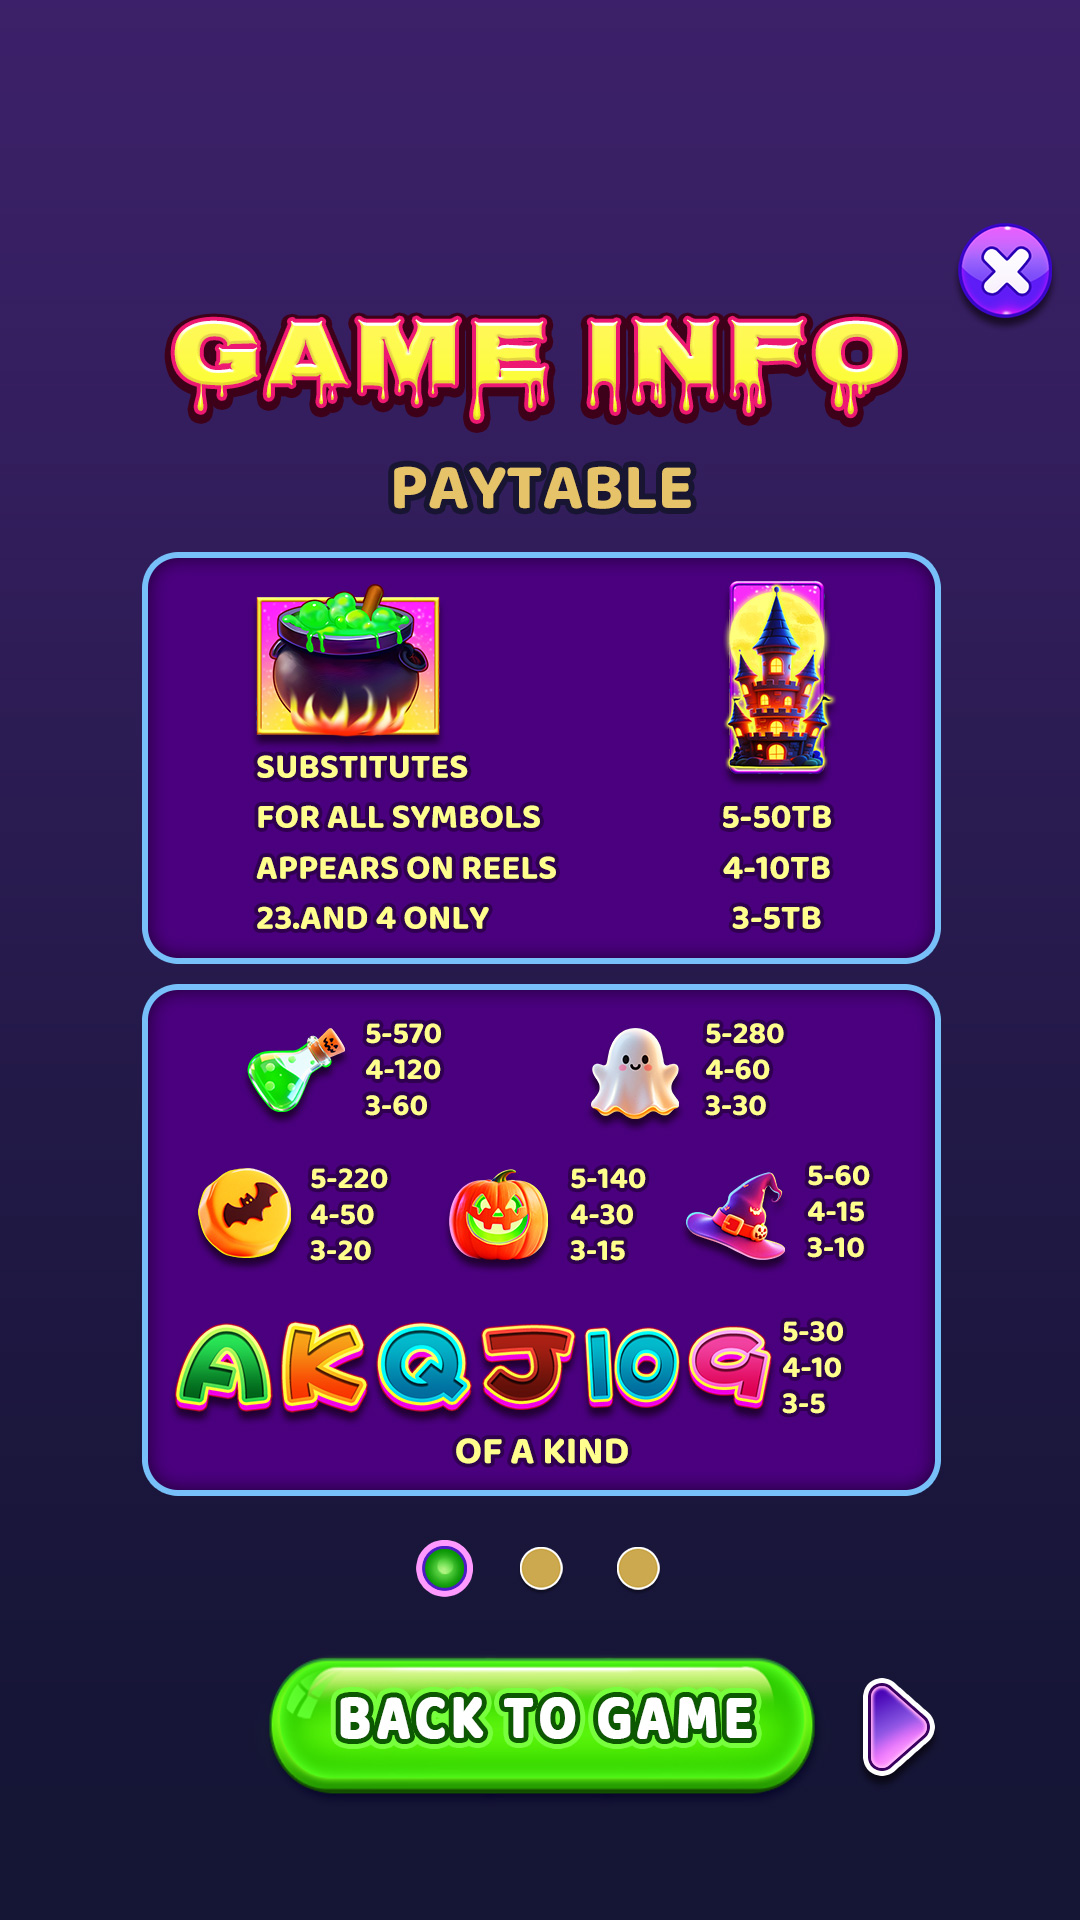 GAME INFO
PAYTABLE
SUBSTITUTES
FOR ALL SYMBOLS
APPEARS ON REELS
23.AND 4 ONLY
5-50TB
4-10TB
3-5TB
5-570
4-120
3-60
5-280
4-60
3-30
5-220
4-50
3-20
5-140
4-30
3-15
5-60
4-15
3-10
A K Q J 10 9
5-30
4-10
3-5
OF A KIND
BACK TO GAME